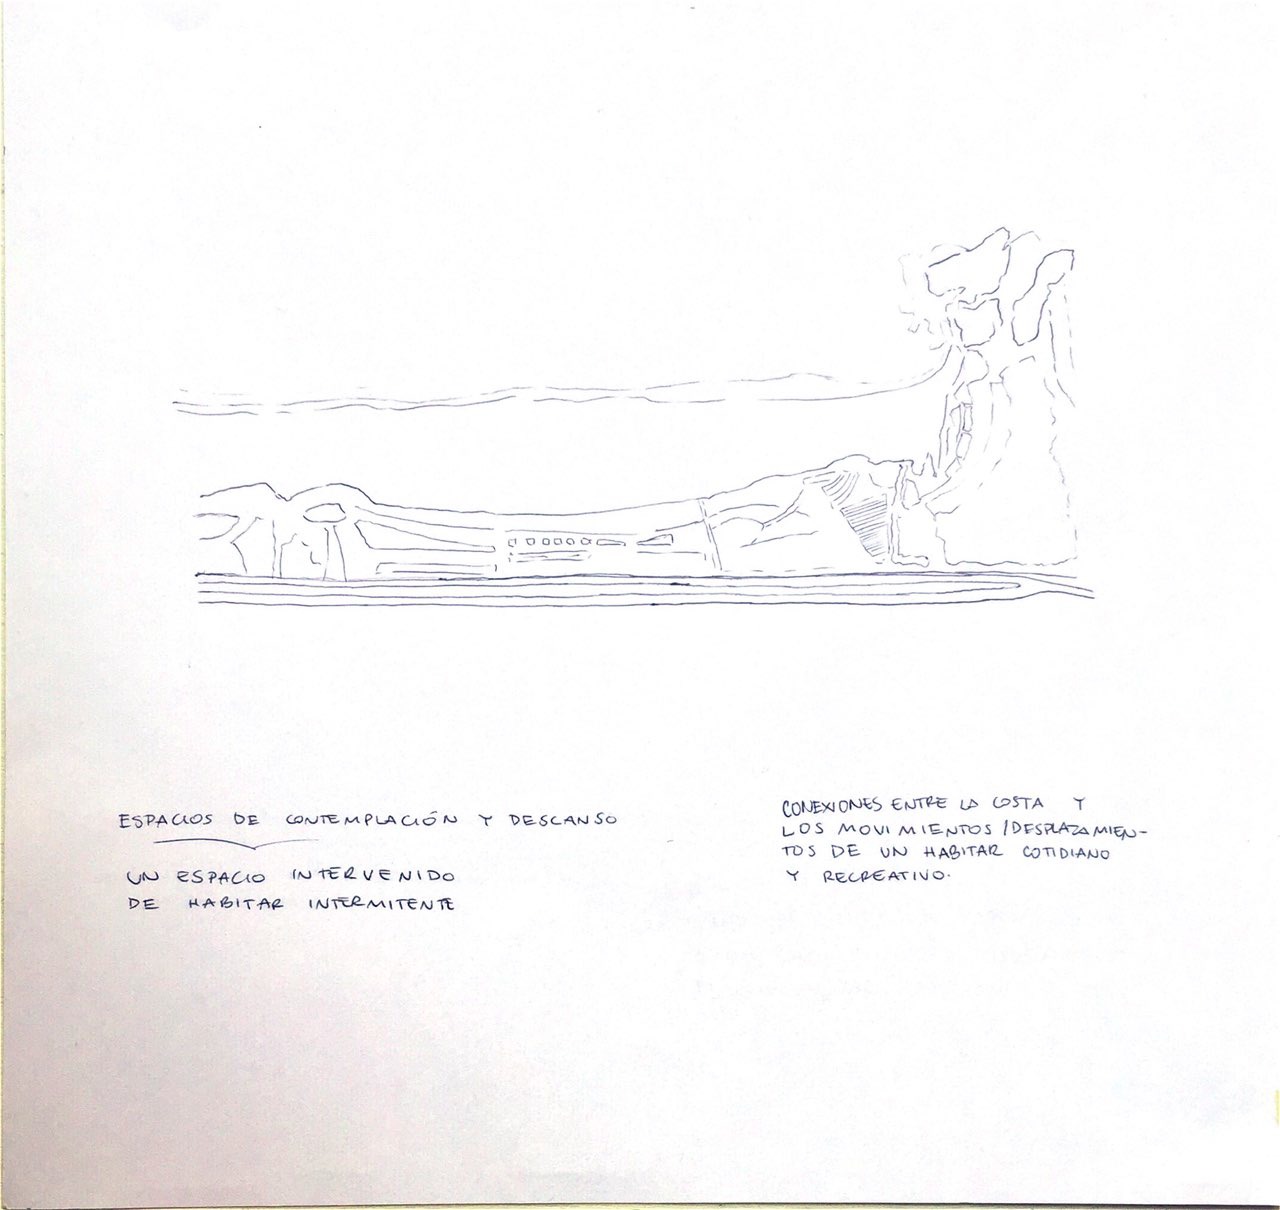 ESPACIOS DE CONTEMPLACIÓN Y DESCANSO
UN ESPACIO INTERVENIDO
DE HABITAR INTERMITENTE
CONEXIONES ENTRE LA COSTA Y
LOS MOVIMIENTOS/DESPLAZAMIEN-
TOS DE UN HABITAR COTIDIANO
Y RECREATIVO.